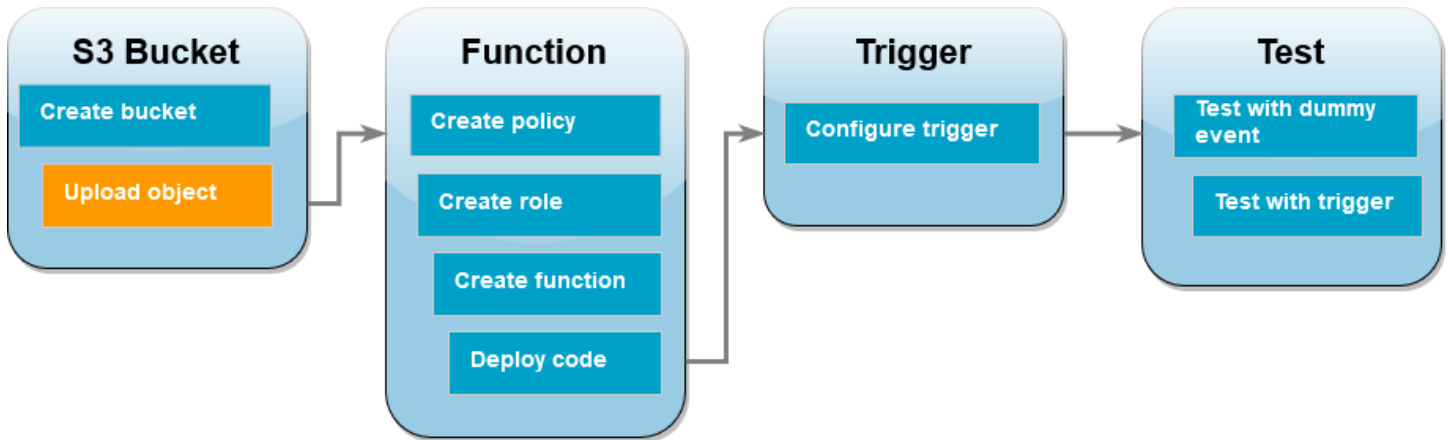 S3 Bucket
Create bucket
Upload object
Function
Create policy
Create role
Create function
Deploy code
Trigger
Configure trigger
Test
Test with dummy
event
Test with trigger